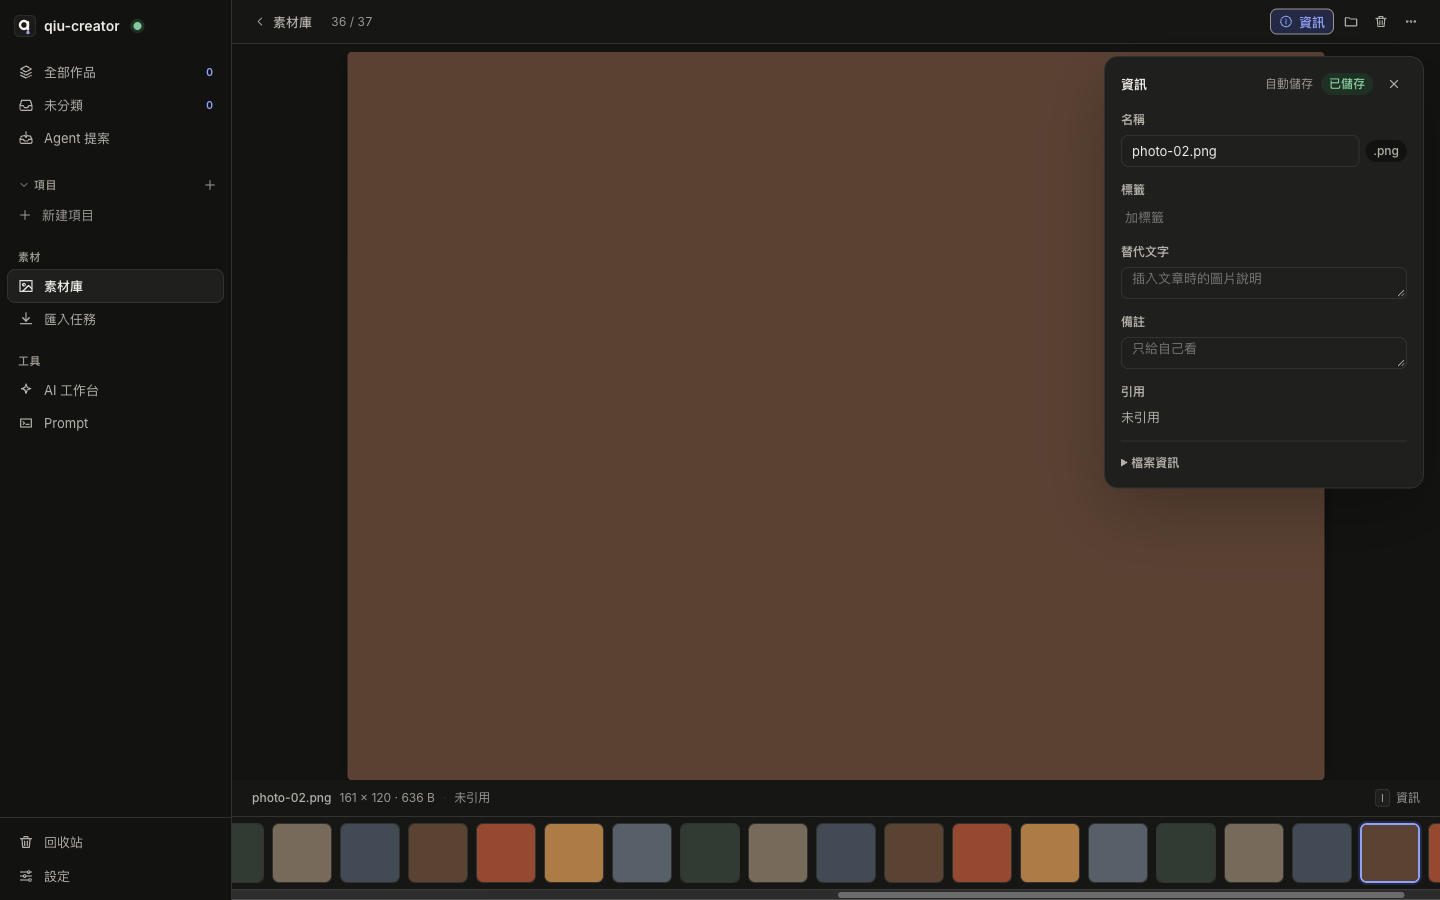 qiu-creator
全部作品 0
未分類 0
Agent 提案
項目
新建項目
素材
素材庫
匯入任務
工具
AI 工作台
Prompt
回收站
設定
素材庫 36 / 37
資訊
資訊 自動儲存 已儲存
名稱
photo-02.png .png
標籤
加標籤
替代文字
插入文章時的圖片說明
備註
只給自己看
引用
未引用
檔案資訊
photo-02.png 161 × 120 · 636 B · 未引用
I 資訊